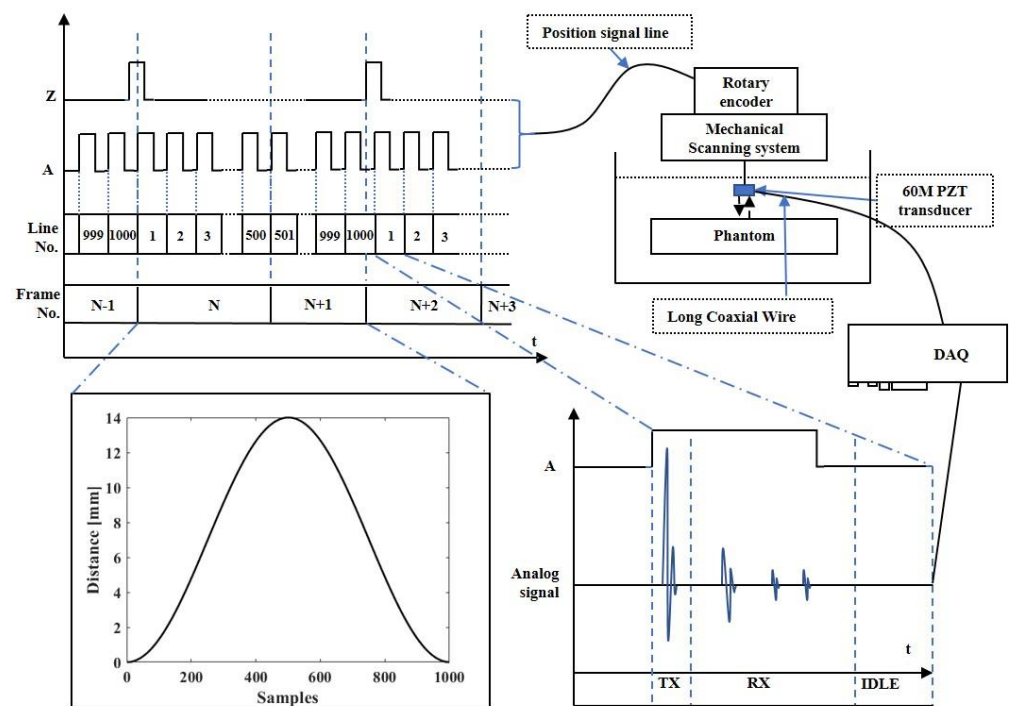 Position signal line
Rotary
encoder
Mechanical
Scanning system
Z
A
60M PZT
transducer
Phantom
Line
No.
999 1000 1 2 3 500 501 999 1000 1 2 3
Frame
No.
N-1 N N+1 N+2 N+3
Long Coaxial Wire
t
DAQ
14
12
10
8
6
4
2
0
Distance [mm]
0 200 400 600 800 1000
Samples
A
Analog
signal
t
TX RX IDLE